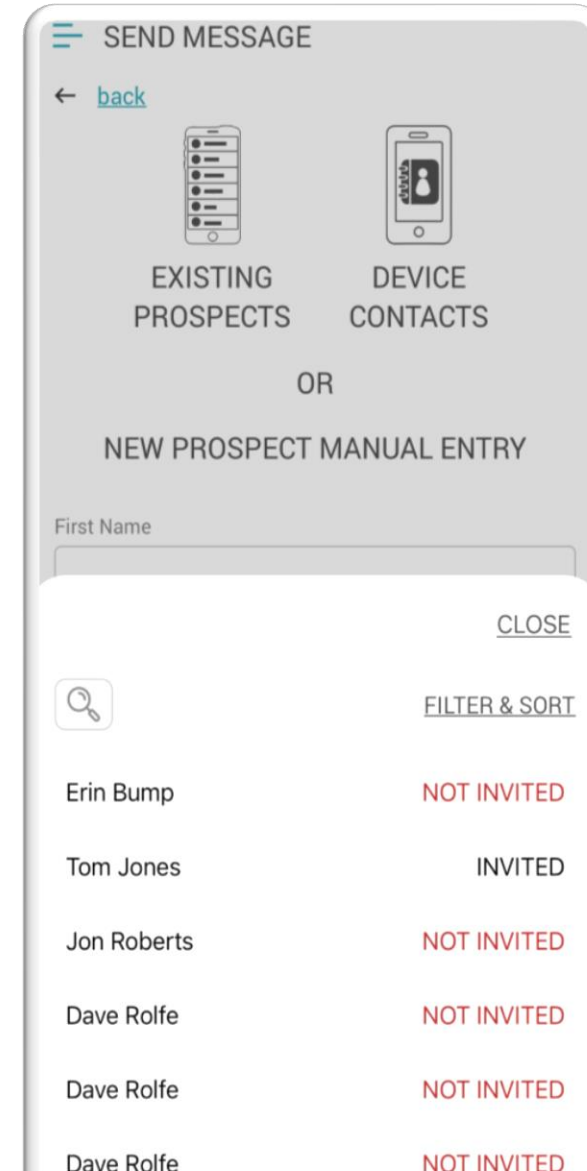 SEND MESSAGE
← back
EXISTING
PROSPECTS
DEVICE
CONTACTS
OR
NEW PROSPECT MANUAL ENTRY
First Name
CLOSE
FILTER & SORT
Erin Bump NOT INVITED
Tom Jones INVITED
Jon Roberts NOT INVITED
Dave Rolfe NOT INVITED
Dave Rolfe NOT INVITED
Dave Rolfe NOT INVITED